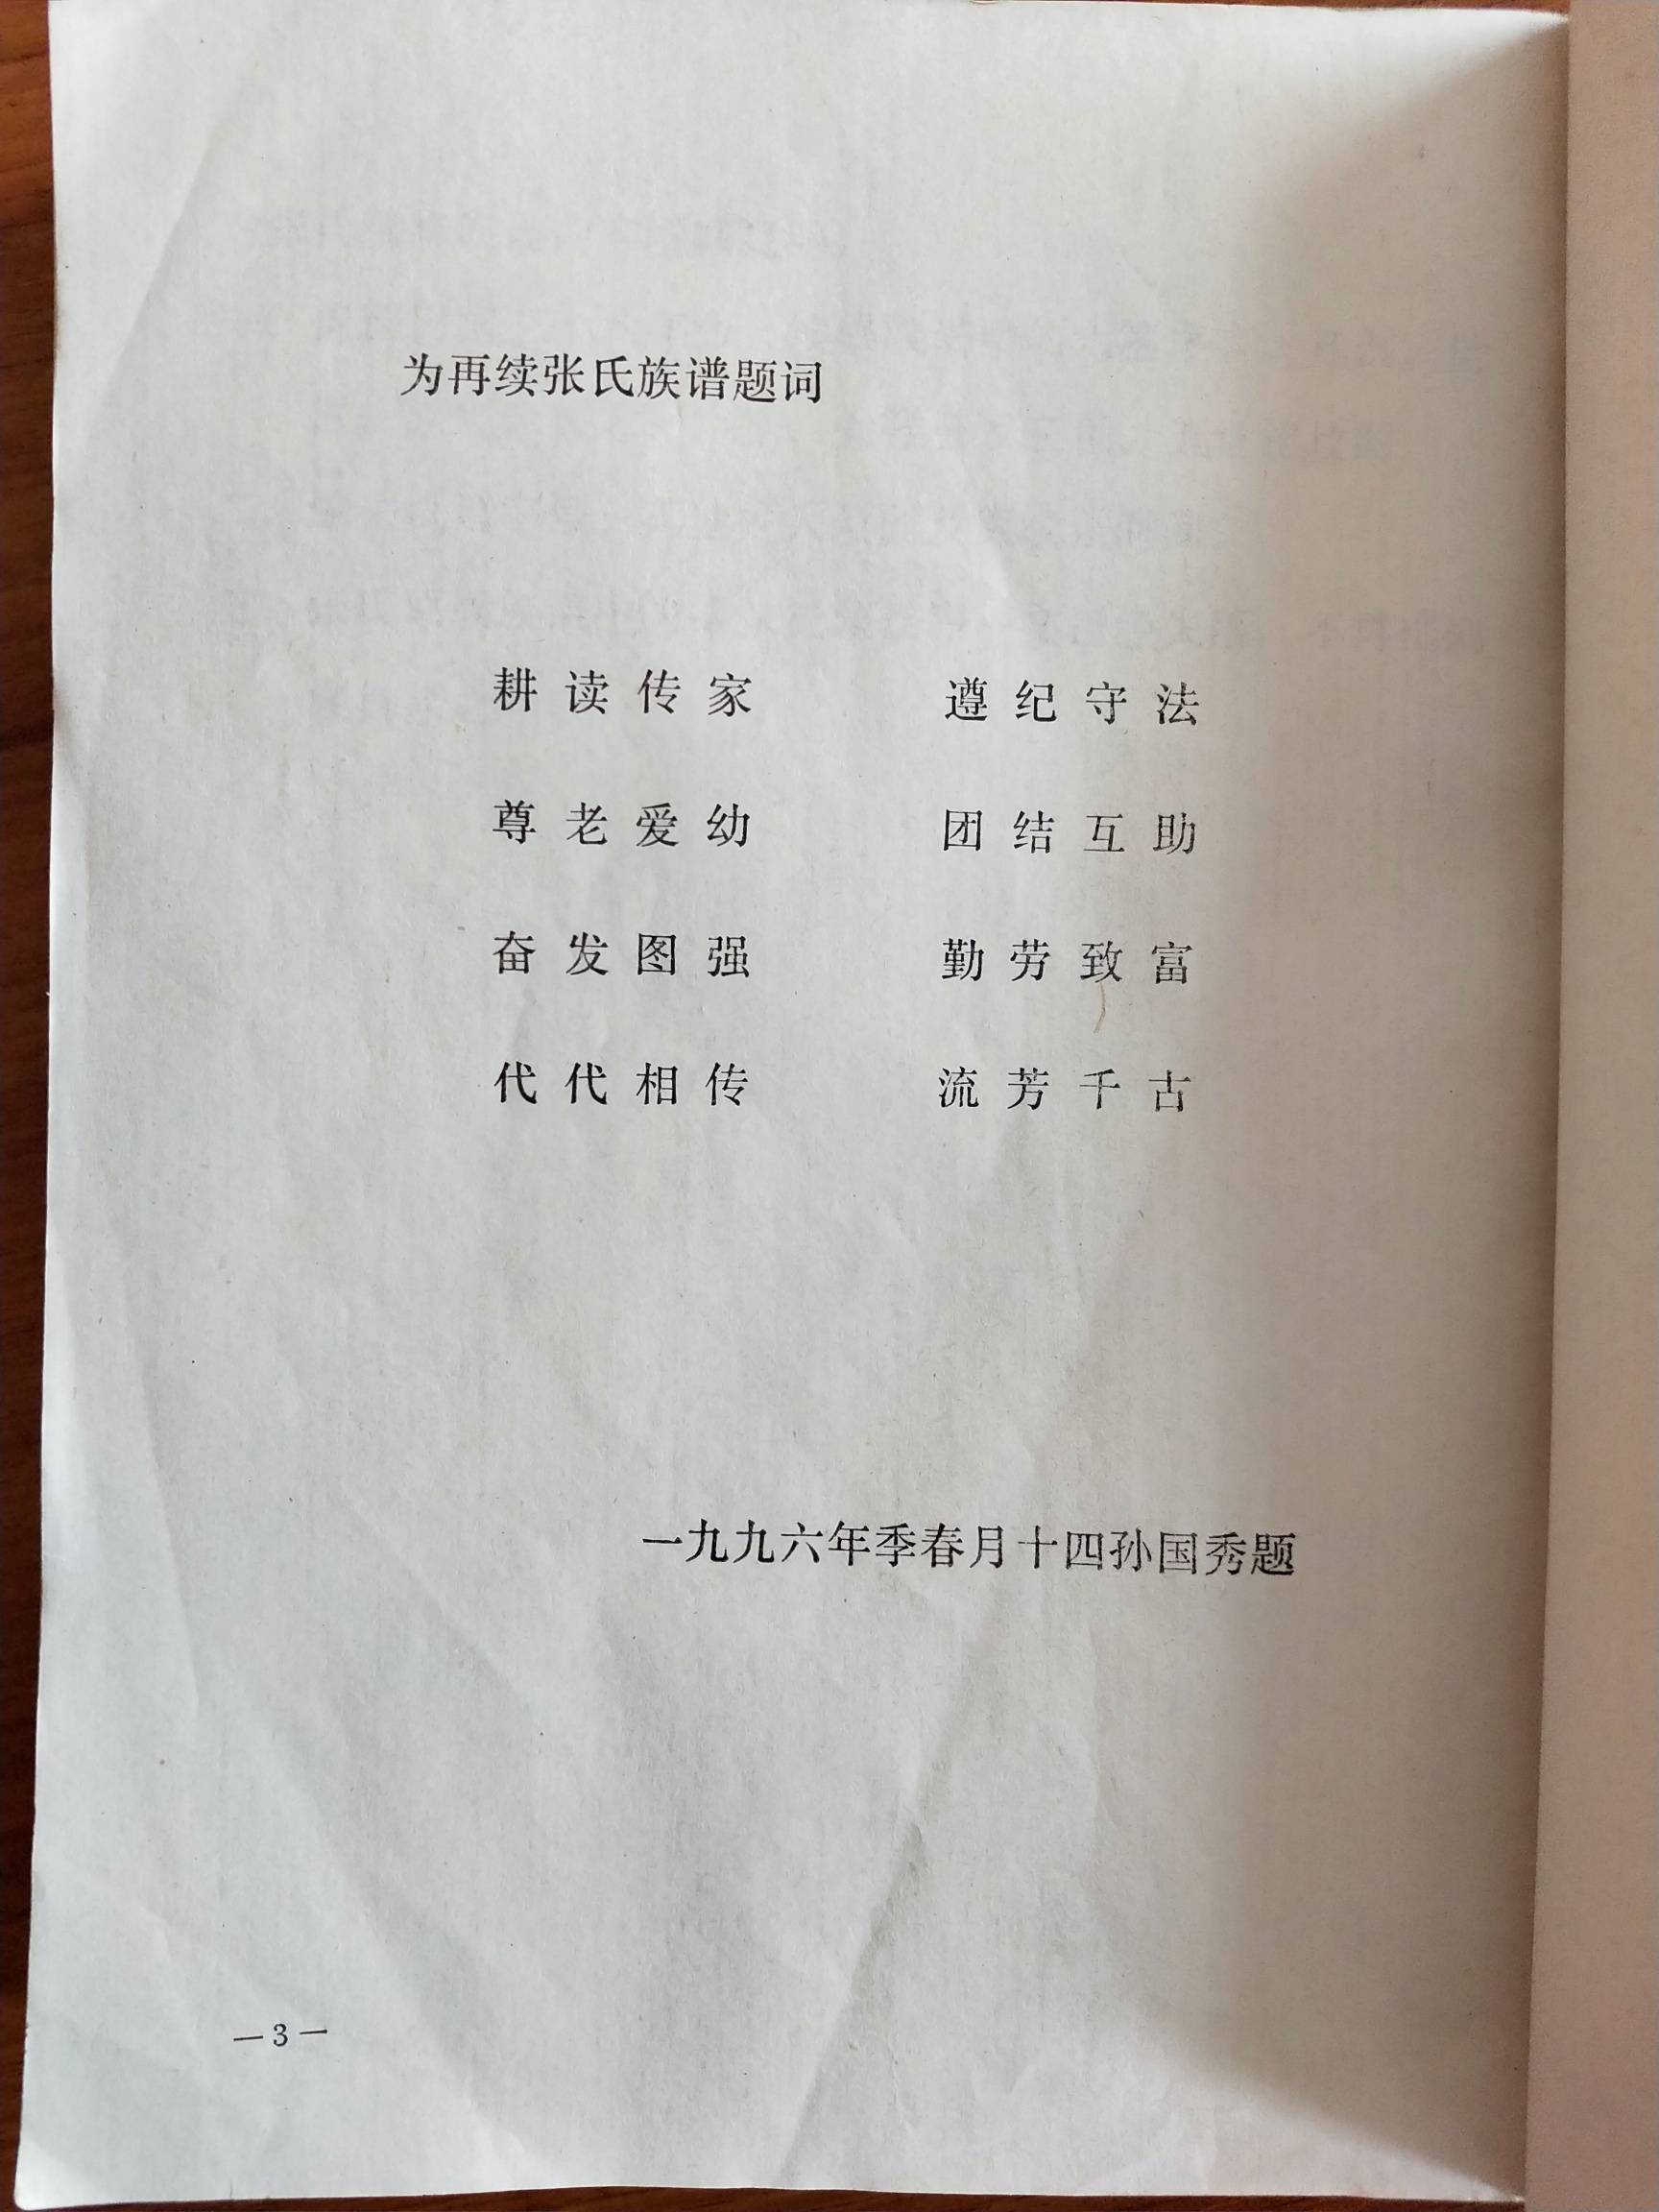 为再续张氏族谱题词
耕读传家 遵纪守法
尊老爱幼 团结互助
奋发图强 勤劳致富
代代相传 流芳千古
一九九六年季春月十四孙国秀题
—3—